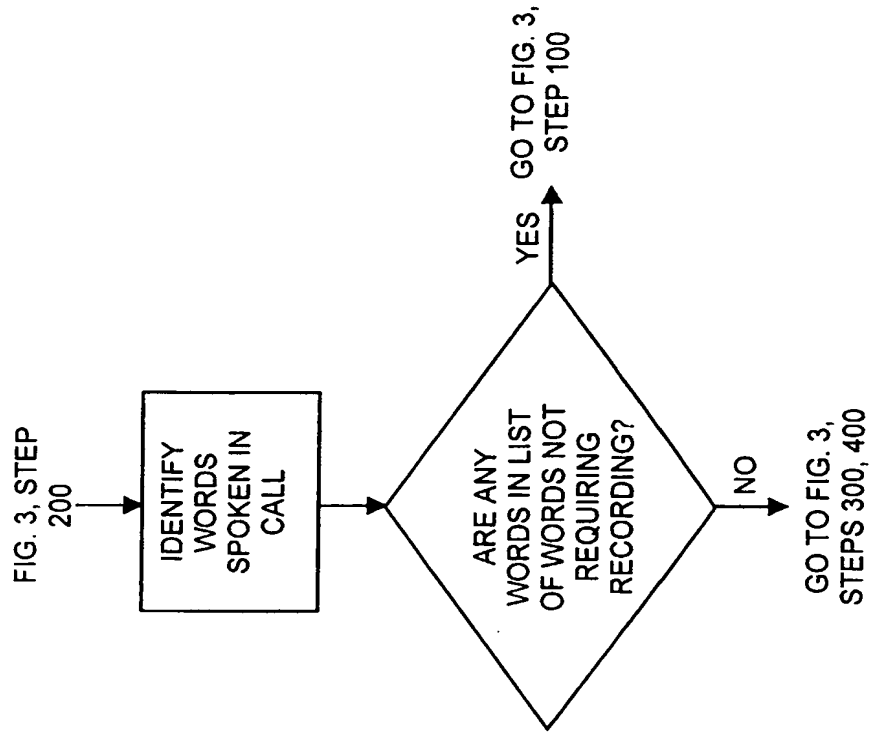 FIG. 3, STEP
200
IDENTIFY
WORDS
SPOKEN IN
CALL
ARE ANY
WORDS IN LIST
OF WORDS NOT
REQUIRING
RECORDING?
YES
GO TO FIG. 3,
STEP 100
NO
GO TO FIG. 3,
STEPS 300, 400